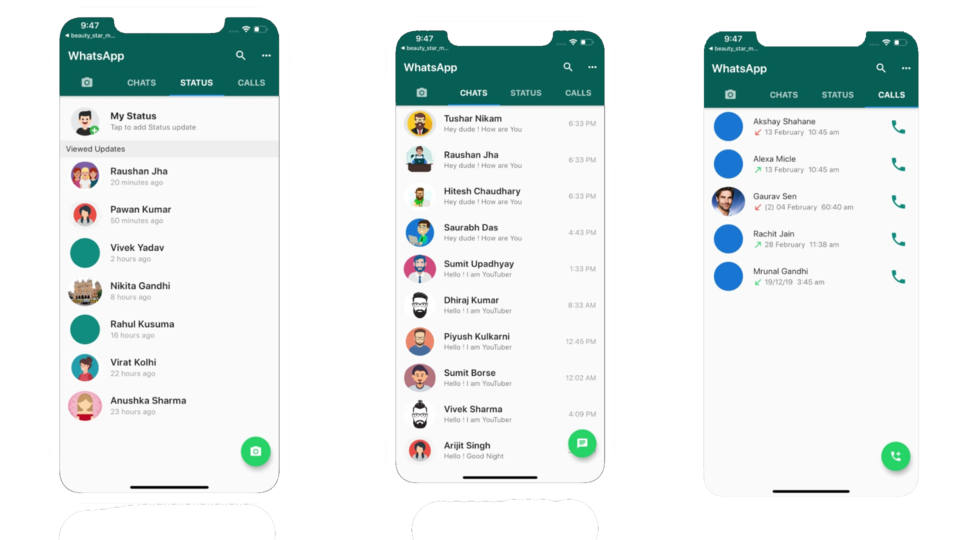 9:47
beauty_star_m...
WhatsApp
CHATS STATUS CALLS
My Status
Tap to add Status update
Viewed Updates
Raushan Jha
20 minutes ago
Pawan Kumar
50 minutes ago
Vivek Yadav
2 hours ago
Nikita Gandhi
8 hours ago
Rahul Kusuma
16 hours ago
Virat Kolhi
22 hours ago
Anushka Sharma
23 hours ago
9:47
beauty_star_m...
WhatsApp
CHATS STATUS CALLS
Tushar Nikam 6:33 PM
Hey dude ! How are You
Raushan Jha 6:33 PM
Hey dude ! How are You
Hitesh Chaudhary 6:33 PM
Hey dude ! How are You
Saurabh Das 4:43 PM
Hey dude ! How are You
Sumit Upadhyay 1:33 PM
Hello ! I am YouTuber
Dhiraj Kumar 8:33 AM
Hello ! I am YouTuber
Piyush Kulkarni 12:45 PM
Hello ! I am YouTuber
Sumit Borse 12:02 AM
Hello ! I am YouTuber
Vivek Sharma 4:09 PM
Hello ! I am YouTuber
Arijit Singh
Hello ! Good Night
9:47
beauty_star_m...
WhatsApp
CHATS STATUS CALLS
Akshay Shahane
13 February 10:45 am
Alexa Micle
13 February 10:45 am
Gaurav Sen
(2) 04 February 60:40 am
Rachit Jain
28 February 11:38 am
Mrunal Gandhi
19/12/19 3:45 am